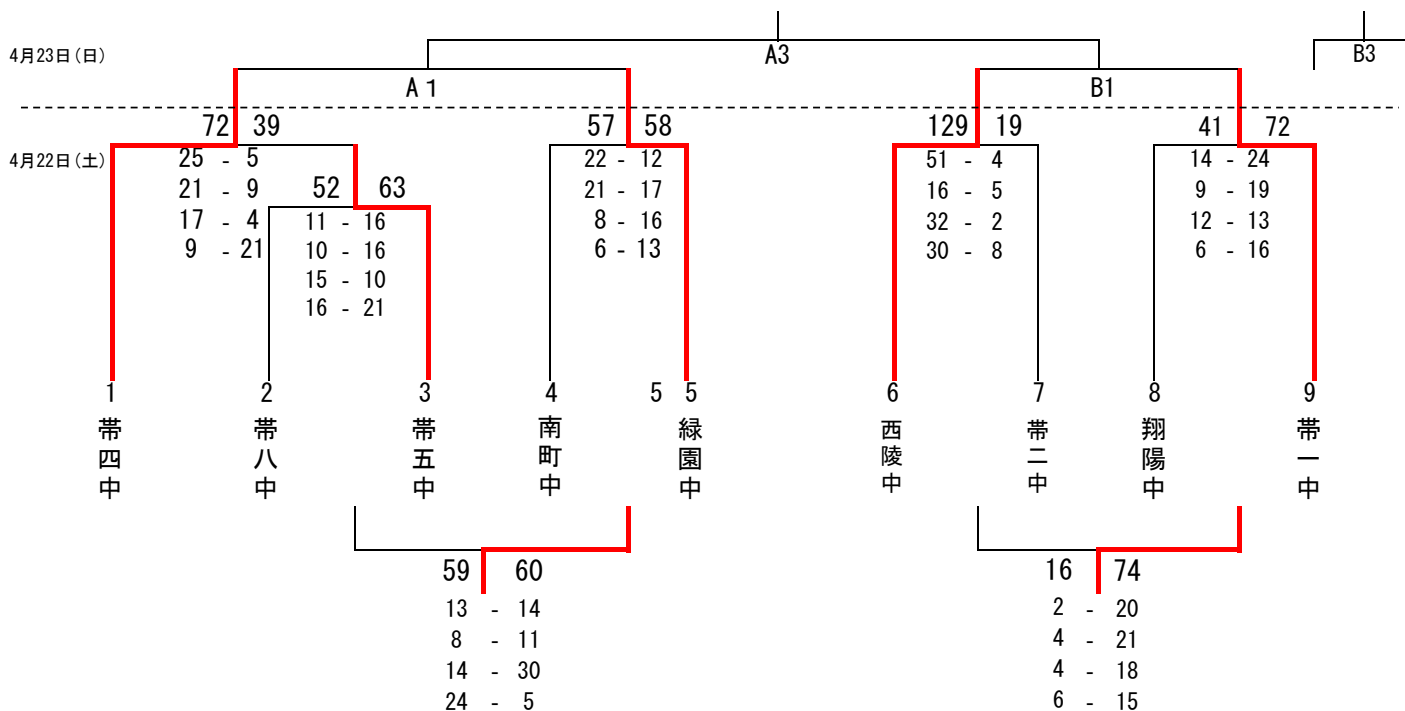 4月23日(日)
A3
B3
A１
B1
72 39
57 58
129 19
41 72
4月22日(土)
25 - 5
21 - 9
17 - 4
9 - 21
52 63
11 - 16
10 - 16
15 - 10
16 - 21
22 - 12
21 - 17
8 - 16
6 - 13
51 - 4
16 - 5
32 - 2
30 - 8
14 - 24
9 - 19
12 - 13
6 - 16
1
2
3
4
5
5
6
7
8
9
帯四中
帯八中
帯五中
南町中
緑園中
西陵中
帯二中
翔陽中
帯一中
59 60
13 - 14
8 - 11
14 - 30
24 - 5
16 74
2 - 20
4 - 21
4 - 18
6 - 15